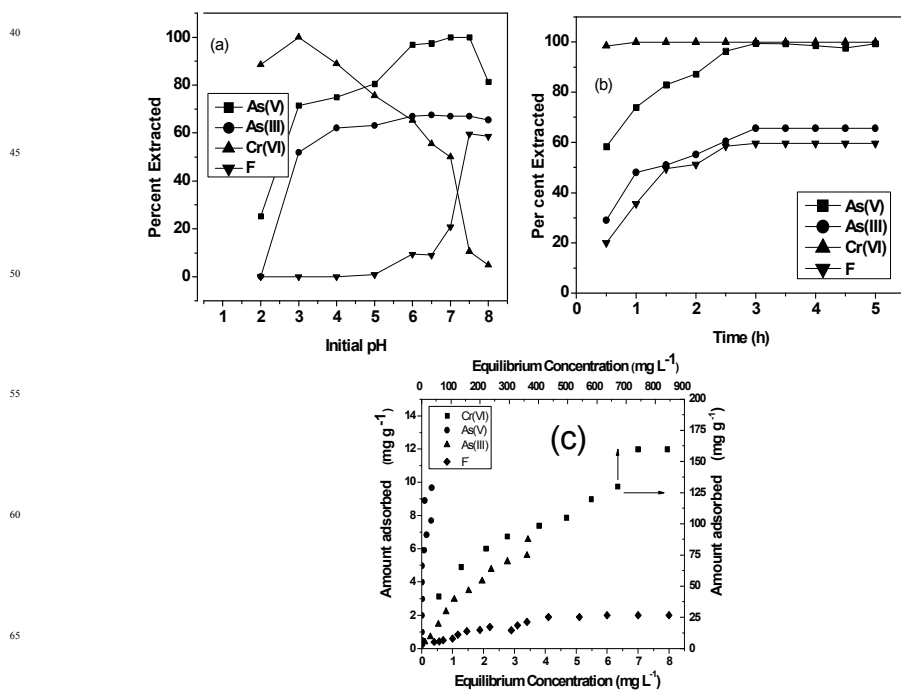 40
45
50
55
60
65
(a)
Percent Extracted
100
80
60
40
20
0
As(V)
As(III)
Cr(VI)
F
1 2 3 4 5 6 7 8
Initial pH
(b)
Per cent Extracted
100
80
60
40
20
0
As(V)
As(III)
Cr(VI)
F
0 1 2 3 4 5
Time (h)
Equilibrium Concentration (mg L-1)
0 100 200 300 400 500 600 700 800 900
(c)
Amount adsorbed (mg g-1)
14
12
10
8
6
4
2
0
Cr(VI)
As(V)
As(III)
F
200
175
150
125
100
75
50
25
0
Amount adsorbed (mg g-1)
0 1 2 3 4 5 6 7 8
Equilibrium Concentration (mg L-1)